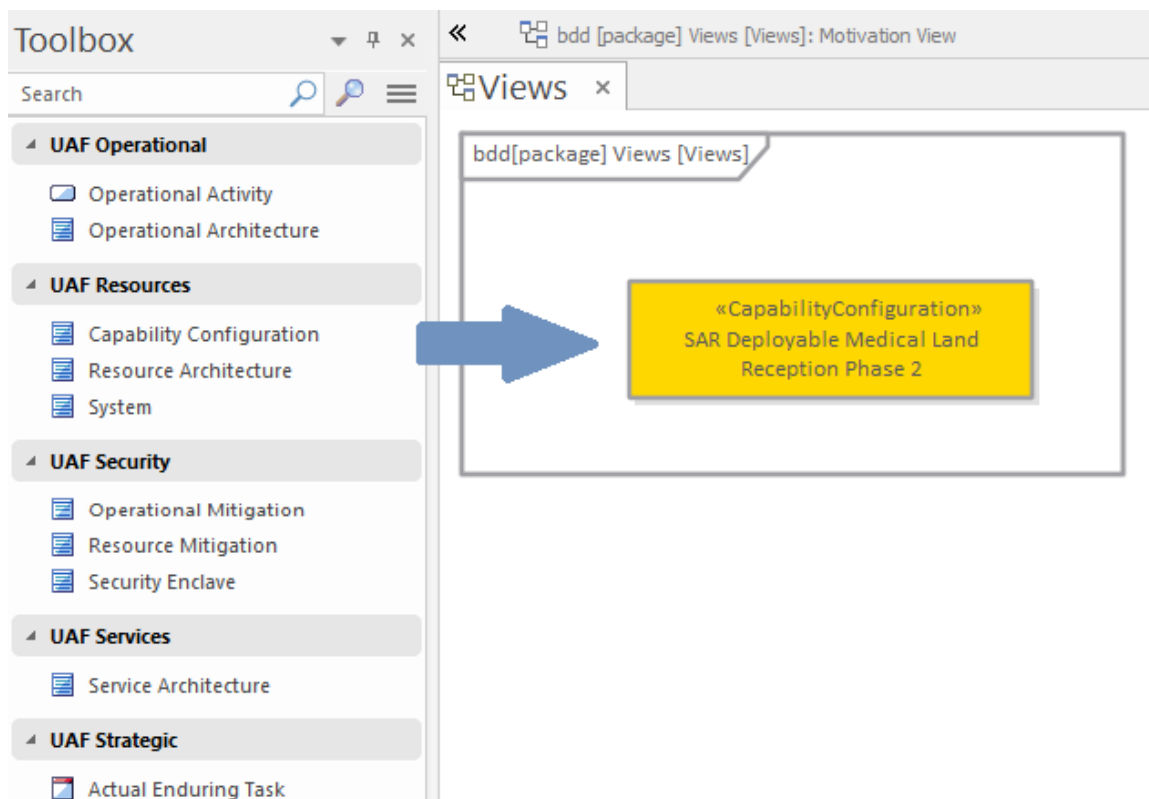 Toolbox
Search
UAF Operational
Operational Activity
Operational Architecture
UAF Resources
Capability Configuration
Resource Architecture
System
UAF Security
Operational Mitigation
Resource Mitigation
Security Enclave
UAF Services
Service Architecture
UAF Strategic
Actual Enduring Task
bdd [package] Views [Views]: Motivation View
Views
bdd[package] Views [Views]
«CapabilityConfiguration»
SAR Deployable Medical Land
Reception Phase 2